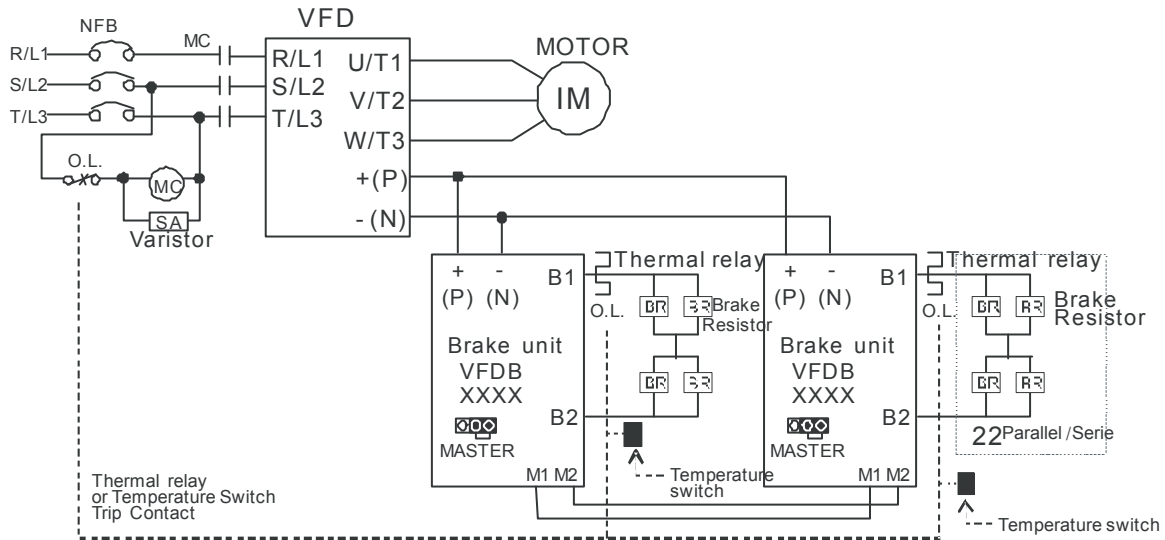 VFD
NFB
MC
R/L1
S/L2
T/L3
R/L1
S/L2
T/L3
U/T1
V/T2
W/T3
+(P)
-(N)
MOTOR
IM
O.L.
MC
SA
Varistor
+ -
(P) (N)
B1
Brake unit
VFDB
XXXX
B2
MASTER
M1 M2
Thermal relay
O.L.
BR
BR
BR
BR
Brake
Resistor
Temperature
switch
+ -
(P) (N)
B1
Brake unit
VFDB
XXXX
B2
MASTER
M1 M2
Thermal relay
O.L.
BR
BR
Brake
Resistor
22Parallel /Serie
Temperature switch
Thermal relay
or Temperature Switch
Trip Contact